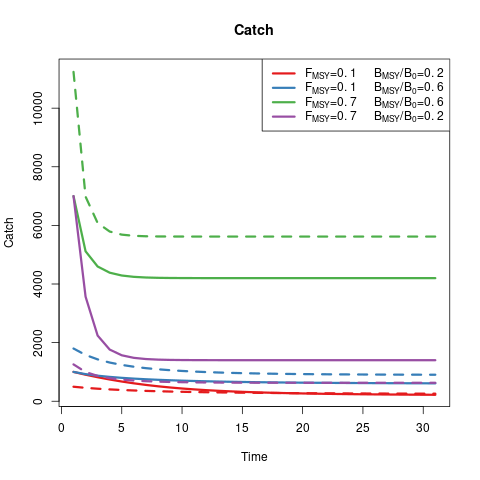 Catch
F_MSY=0.1 B_MSY/B_0=0.2
F_MSY=0.1 B_MSY/B_0=0.6
F_MSY=0.7 B_MSY/B_0=0.6
F_MSY=0.7 B_MSY/B_0=0.2
Catch
10000
8000
6000
4000
2000
0
0 5 10 15 20 25 30
Time